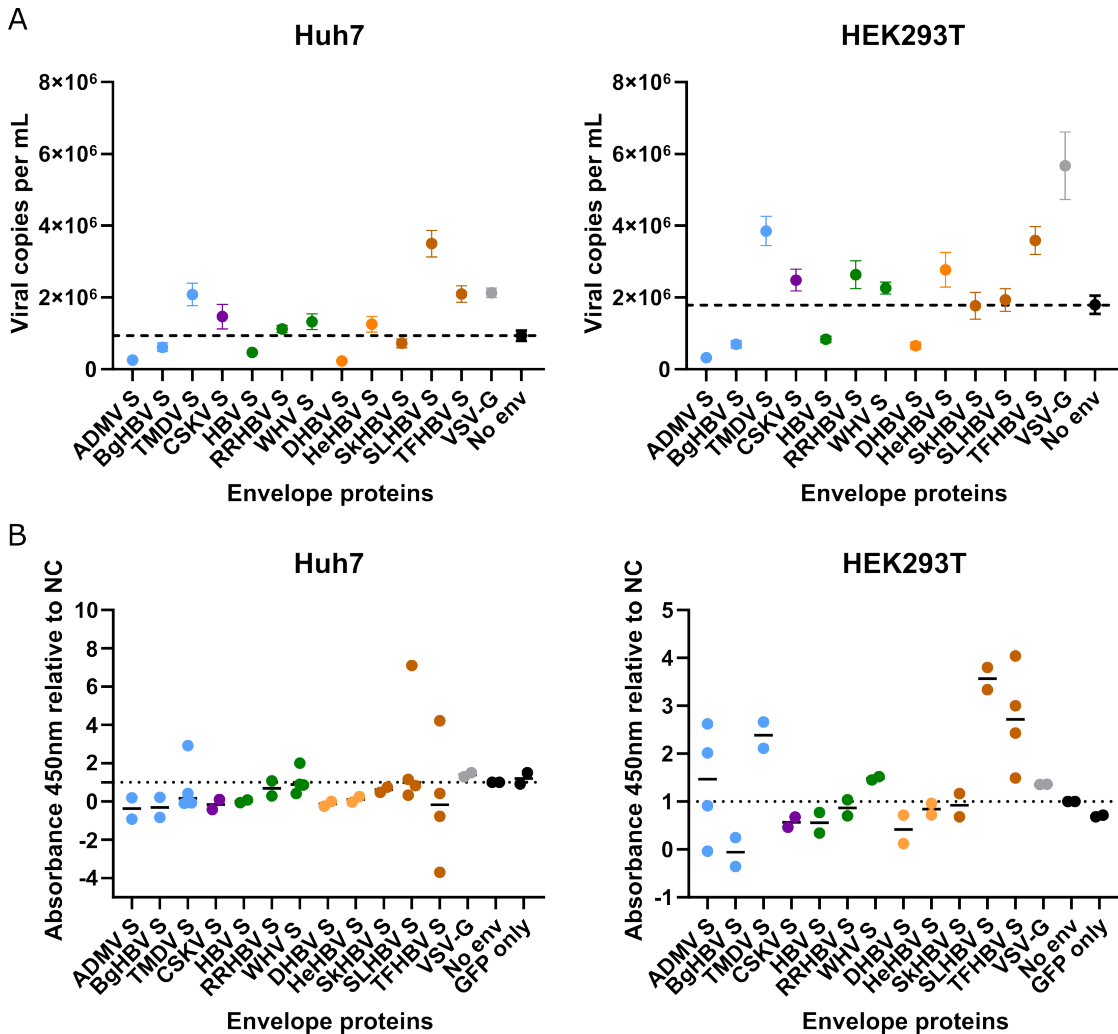 A
Huh7
Viral copies per mL
8×10⁶
6×10⁶
4×10⁶
2×10⁶
0
ADMV S
BgHBV S
TMDV S
CSKV S
HBV S
RRHBV S
WHV S
DHBV S
HeHBV S
SkHBV S
SLHBV S
TFHBV S
VSV-G
No env
Envelope proteins
HEK293T
Viral copies per mL
8×10⁶
6×10⁶
4×10⁶
2×10⁶
0
ADMV S
BgHBV S
TMDV S
CSKV S
HBV S
RRHBV S
WHV S
DHBV S
HeHBV S
SkHBV S
SLHBV S
TFHBV S
VSV-G
No env
Envelope proteins
B
Huh7
Absorbance 450nm relative to NC
10
8
6
4
2
0
-2
-4
ADMV S
BgHBV S
TMDV S
CSKV S
HBV S
RRHBV S
WHV S
DHBV S
HeHBV S
SkHBV S
SLHBV S
TFHBV S
VSV-G
No env
GFP only
Envelope proteins
HEK293T
Absorbance 450nm relative to NC
5
4
3
2
1
0
-1
ADMV S
BgHBV S
TMDV S
CSKV S
HBV S
RRHBV S
WHV S
DHBV S
HeHBV S
SkHBV S
SLHBV S
TFHBV S
VSV-G
No env
GFP only
Envelope proteins